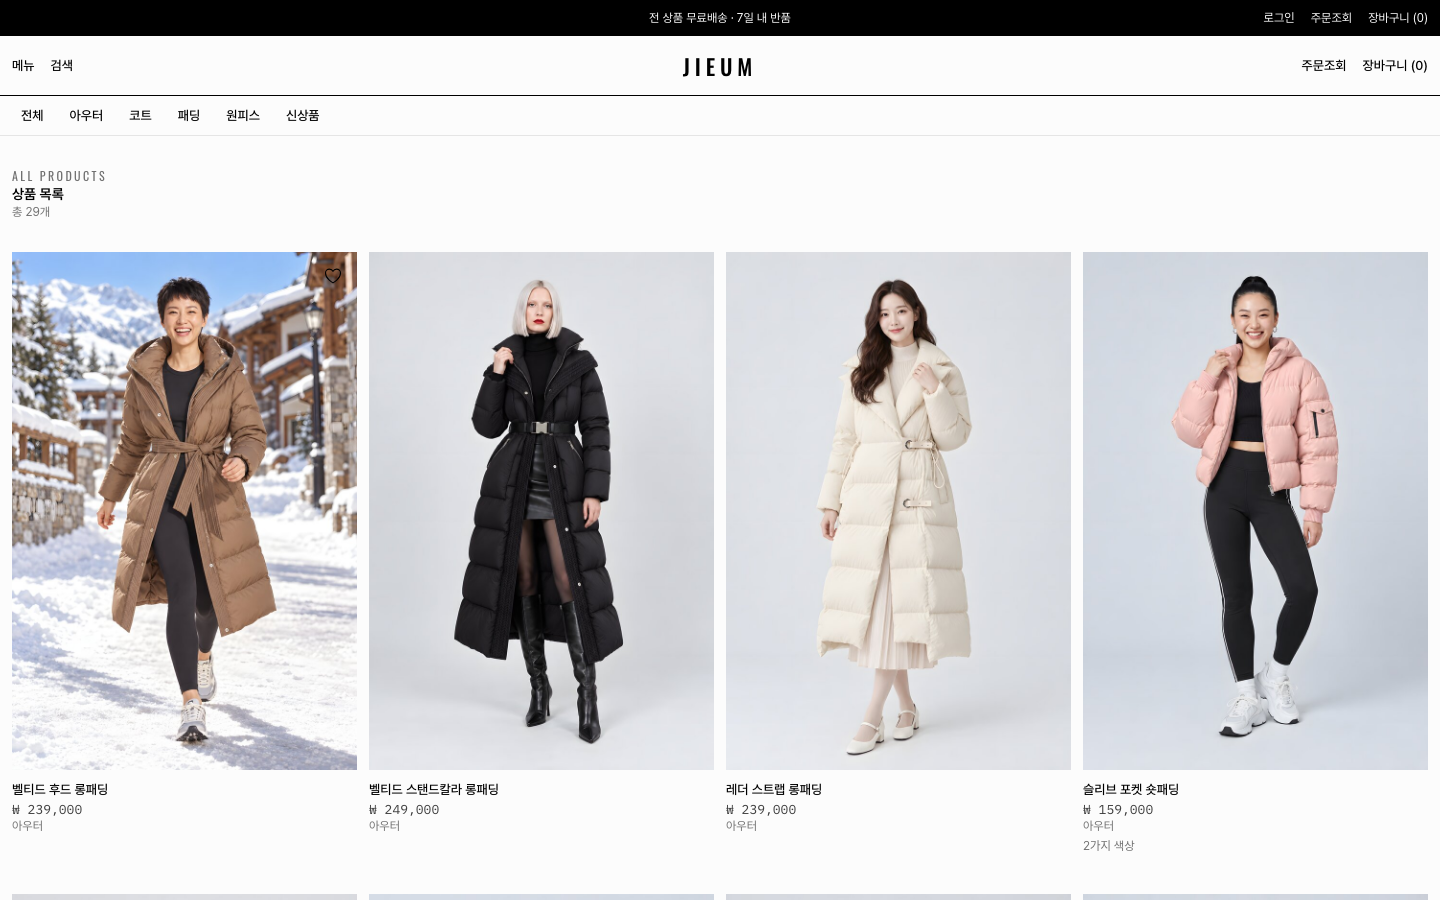 전 상품 무료배송 · 7일 내 반품
로그인 주문조회 장바구니 (0)
메뉴 검색
JIEUM
주문조회 장바구니 (0)
전체 아우터 코트 패딩 원피스 신상품
ALL PRODUCTS
상품 목록
총 29개
벨티드 후드 롱패딩
₩ 239,000
아우터
벨티드 스탠드칼라 롱패딩
₩ 249,000
아우터
레더 스트랩 롱패딩
₩ 239,000
아우터
슬리브 포켓 숏패딩
₩ 159,000
아우터
2가지 색상